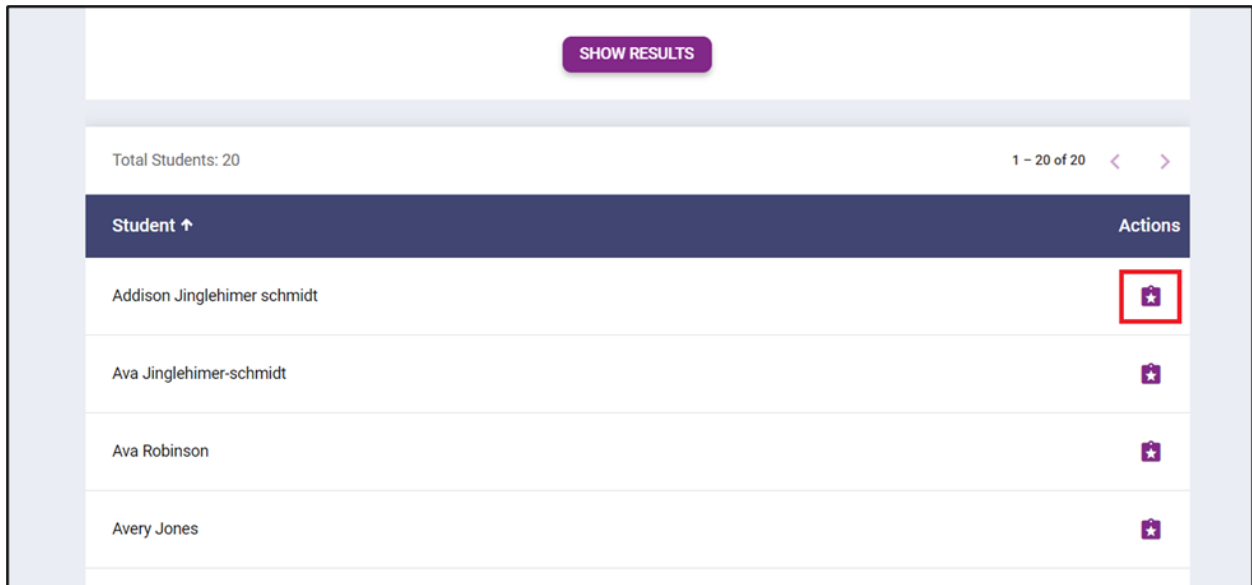 SHOW RESULTS
Total Students: 20 1 – 20 of 20
Student ↑ Actions
Addison Jinglehimer schmidt
Ava Jinglehimer-schmidt
Ava Robinson
Avery Jones